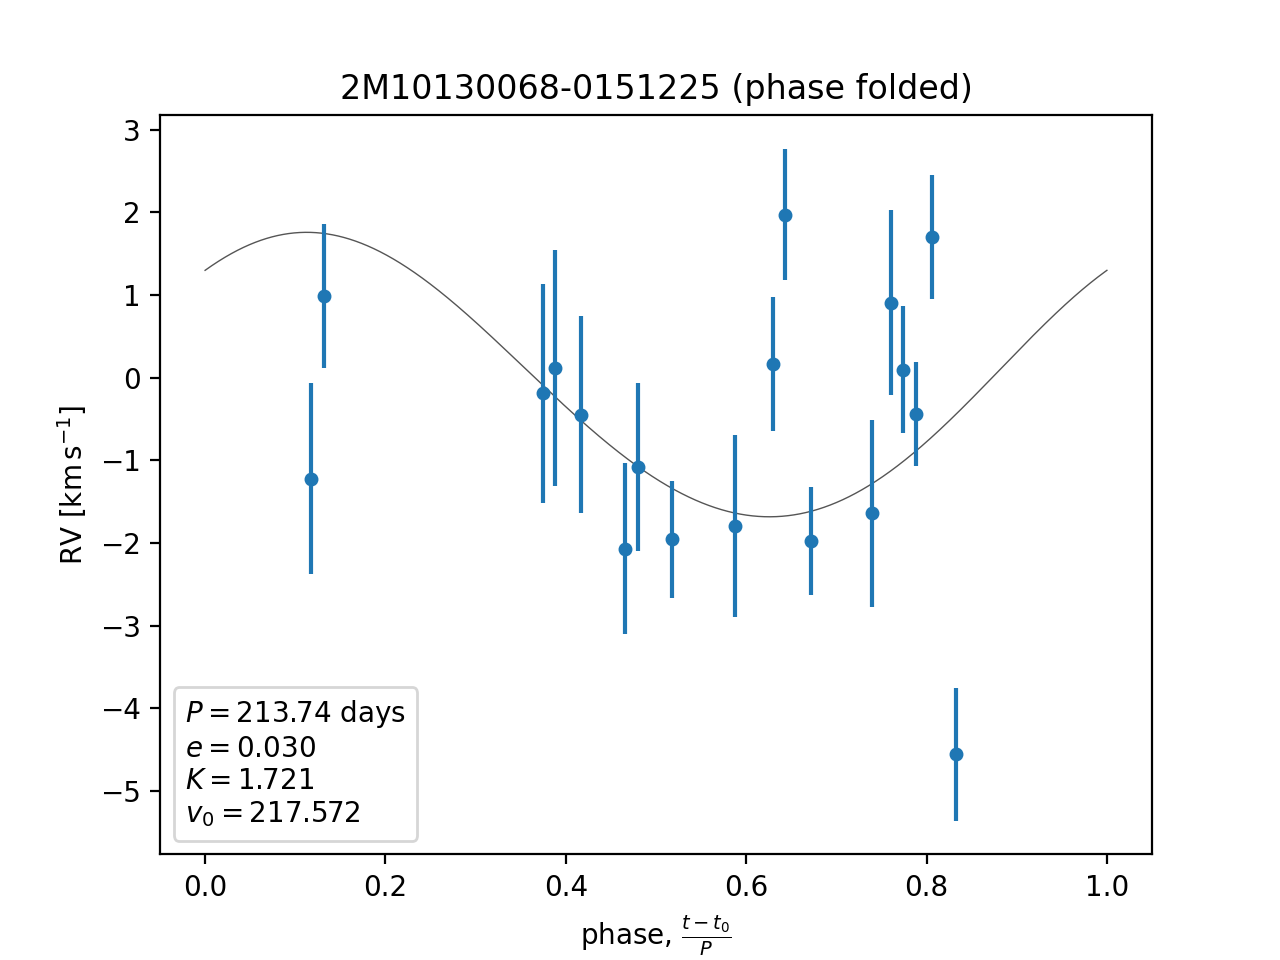 2M10130068-0151225 (phase folded)
3
2
1
0
−1
−2
−3
−4
−5
RV [km s⁻¹]
P = 213.74 days
e = 0.030
K = 1.721
v₀ = 217.572
0.0 0.2 0.4 0.6 0.8 1.0
phase, (t − t₀)/P